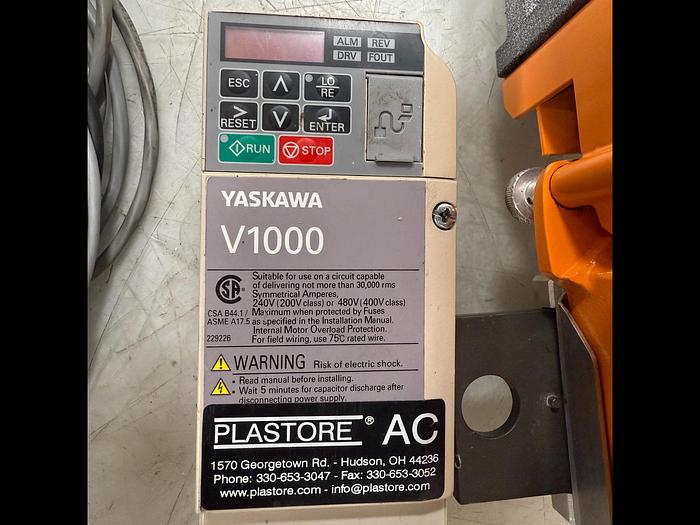 ALM REV
DRV FOUT
ESC LO
RE
RESET ENTER
RUN STOP
YASKAWA
V1000
Suitable for use on a circuit capable
of delivering not more than 30,000 rms
Symmetrical Amperes,
240V (200V class) or 480V (400V class)
CSA B44.1 / Maximum when protected by Fuses
ASME A17.5 as specified in the Installation Manual.
Internal Motor Overload Protection.
229226 For field wiring, use 75℃ rated wire.
WARNING Risk of electric shock.
• Read manual before installing.
• Wait 5 minutes for capacitor discharge after
disconnecting power supply.
PLASTORE ® AC
1570 Georgetown Rd. - Hudson, OH 44236
Phone: 330-653-3047 - Fax: 330-653-3052
www.plastore.com - info@plastore.com